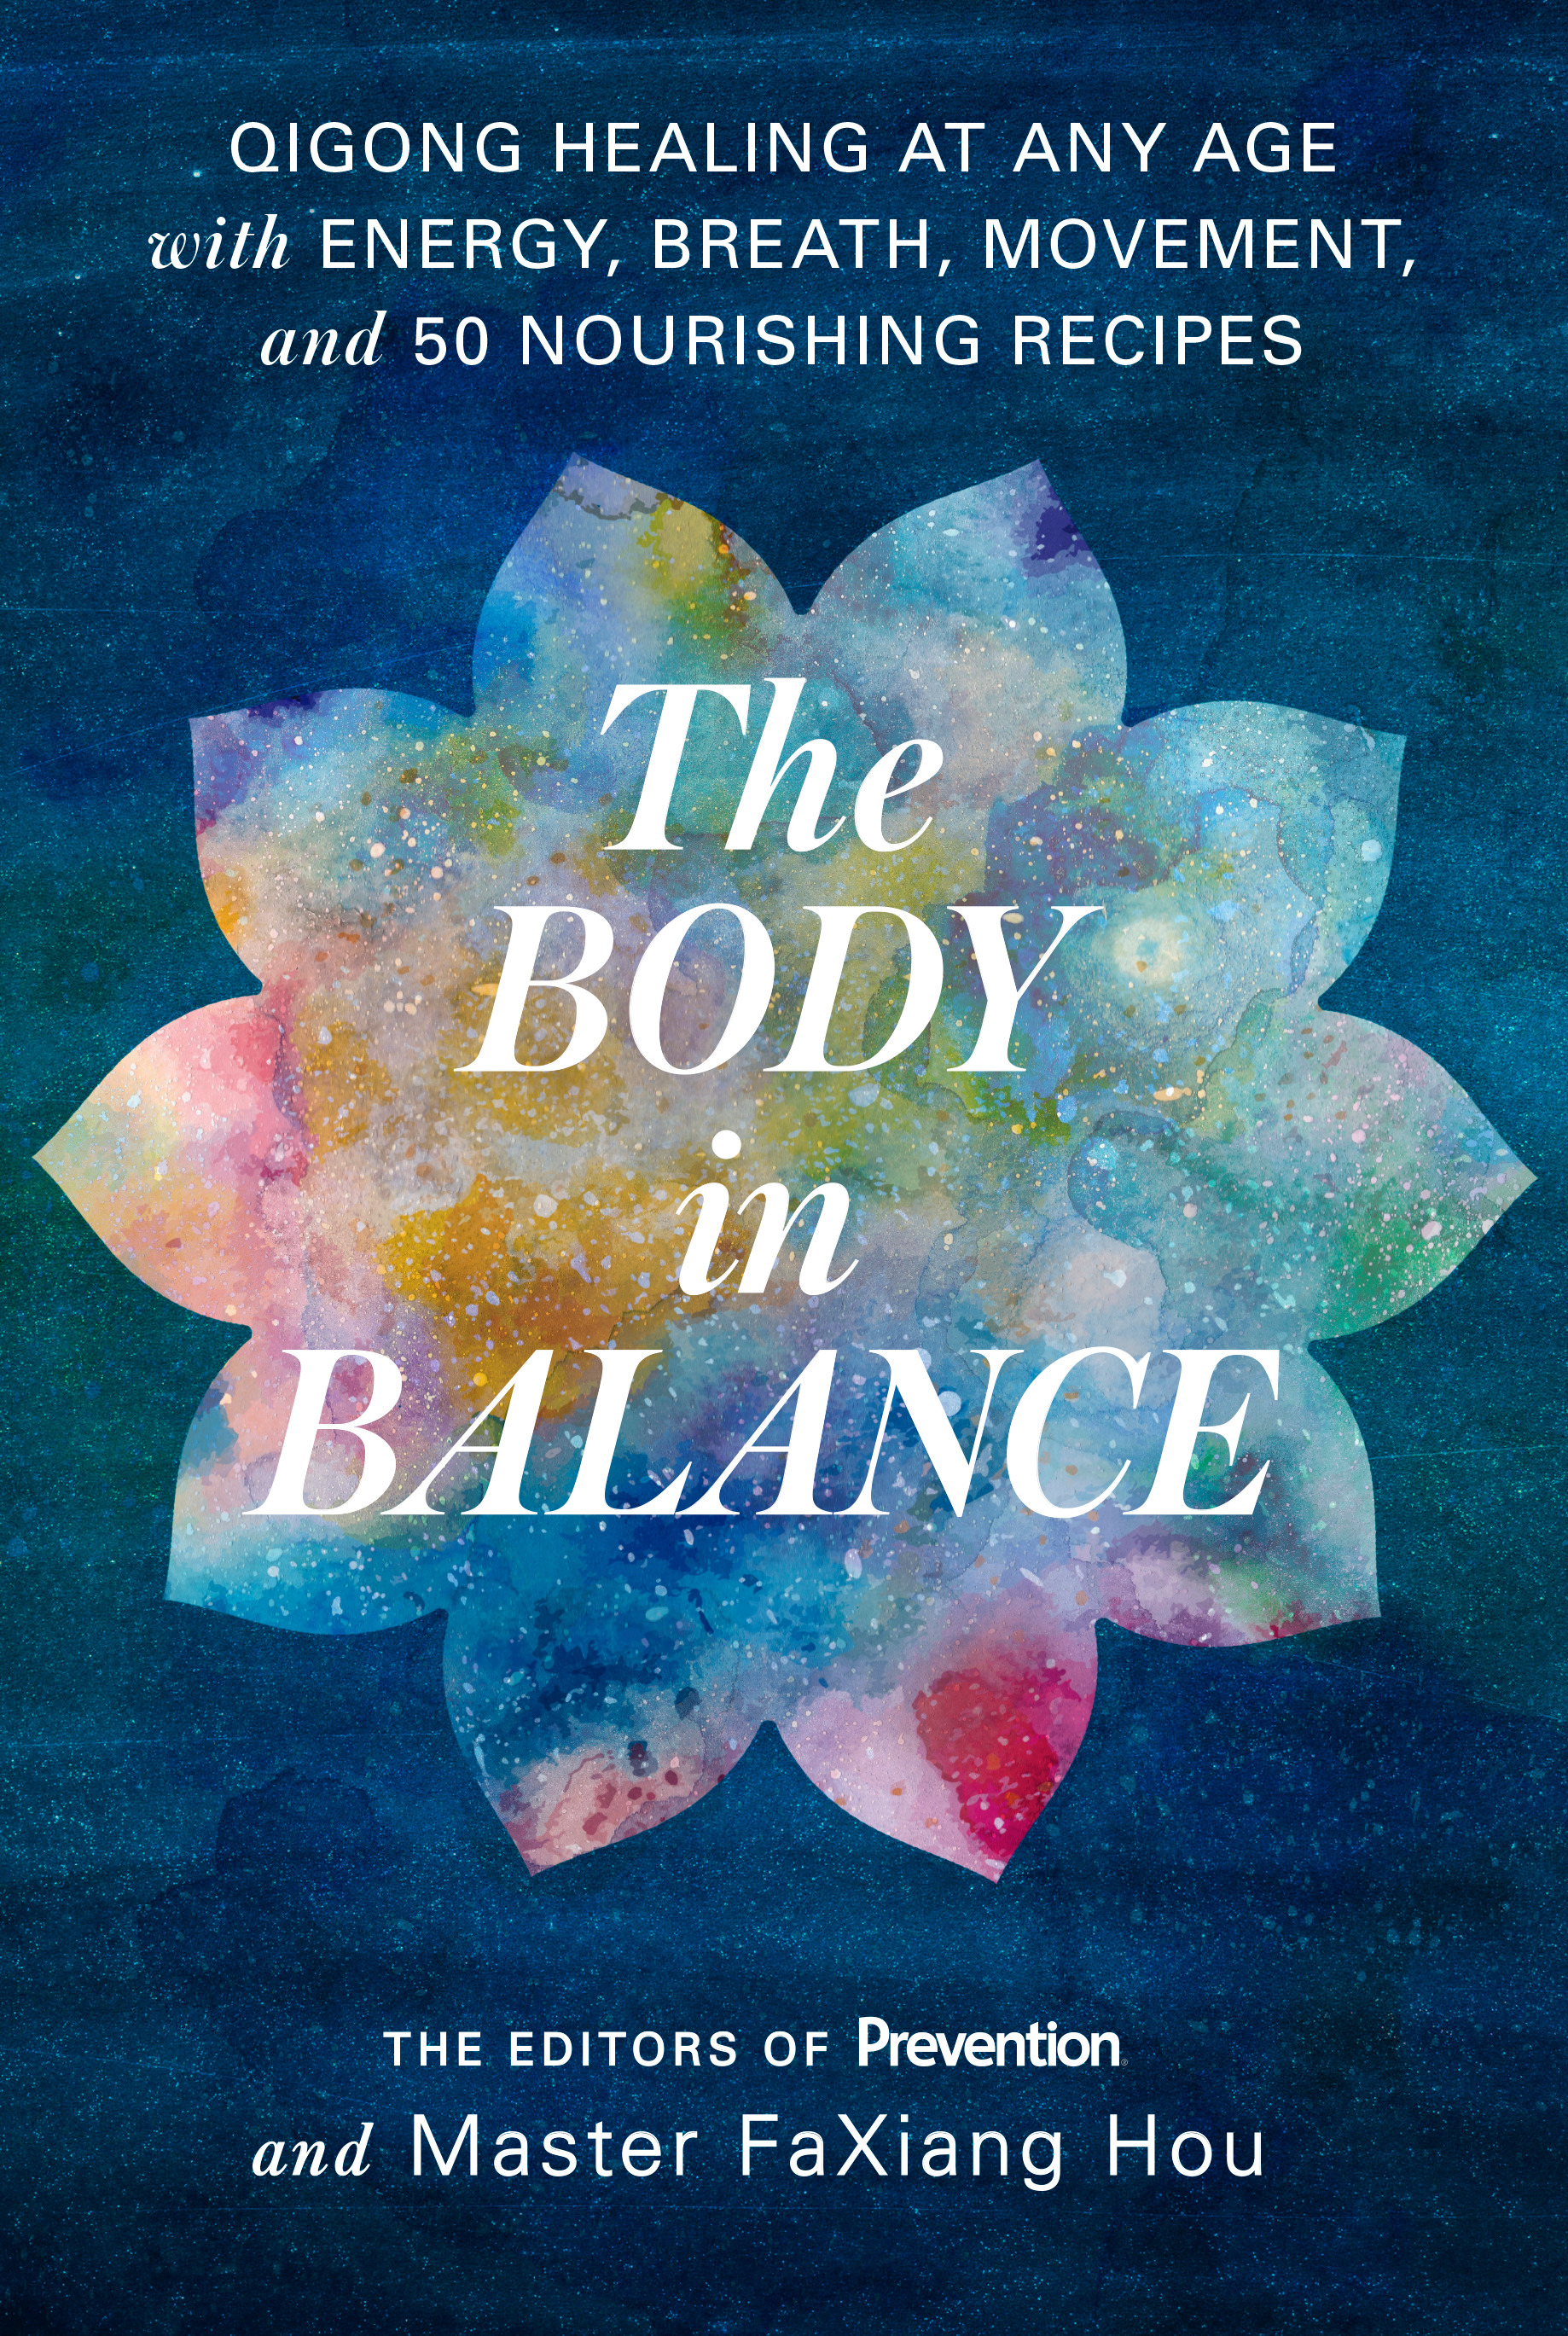 QIGONG HEALING AT ANY AGE
with ENERGY, BREATH, MOVEMENT,
and 50 NOURISHING RECIPES
The
BODY
in
BALANCE
THE EDITORS OF Prevention®
and Master FaXiang Hou